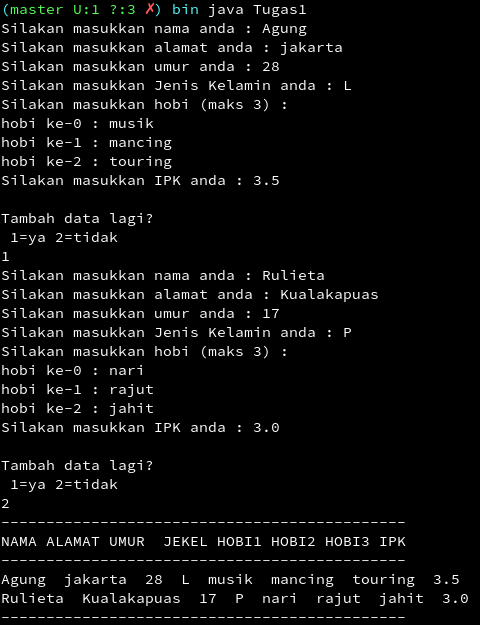 (master U:1 ?:3 ✗) bin java Tugas1
Silakan masukkan nama anda : Agung
Silakan masukkan alamat anda : jakarta
Silakan masukkan umur anda : 28
Silakan masukkan Jenis Kelamin anda : L
Silakan masukkan hobi (maks 3) :
hobi ke-0 : musik
hobi ke-1 : mancing
hobi ke-2 : touring
Silakan masukkan IPK anda : 3.5
Tambah data lagi?
1=ya 2=tidak
1
Silakan masukkan nama anda : Rulieta
Silakan masukkan alamat anda : Kualakapuas
Silakan masukkan umur anda : 17
Silakan masukkan Jenis Kelamin anda : P
Silakan masukkan hobi (maks 3) :
hobi ke-0 : nari
hobi ke-1 : rajut
hobi ke-2 : jahit
Silakan masukkan IPK anda : 3.0
Tambah data lagi?
1=ya 2=tidak
2
---------------------------------------------
NAMA ALAMAT UMUR  JEKEL HOBI1 HOBI2 HOBI3 IPK
---------------------------------------------
Agung  jakarta  28  L  musik  mancing  touring  3.5
Rulieta  Kualakapuas  17  P  nari  rajut  jahit  3.0
---------------------------------------------